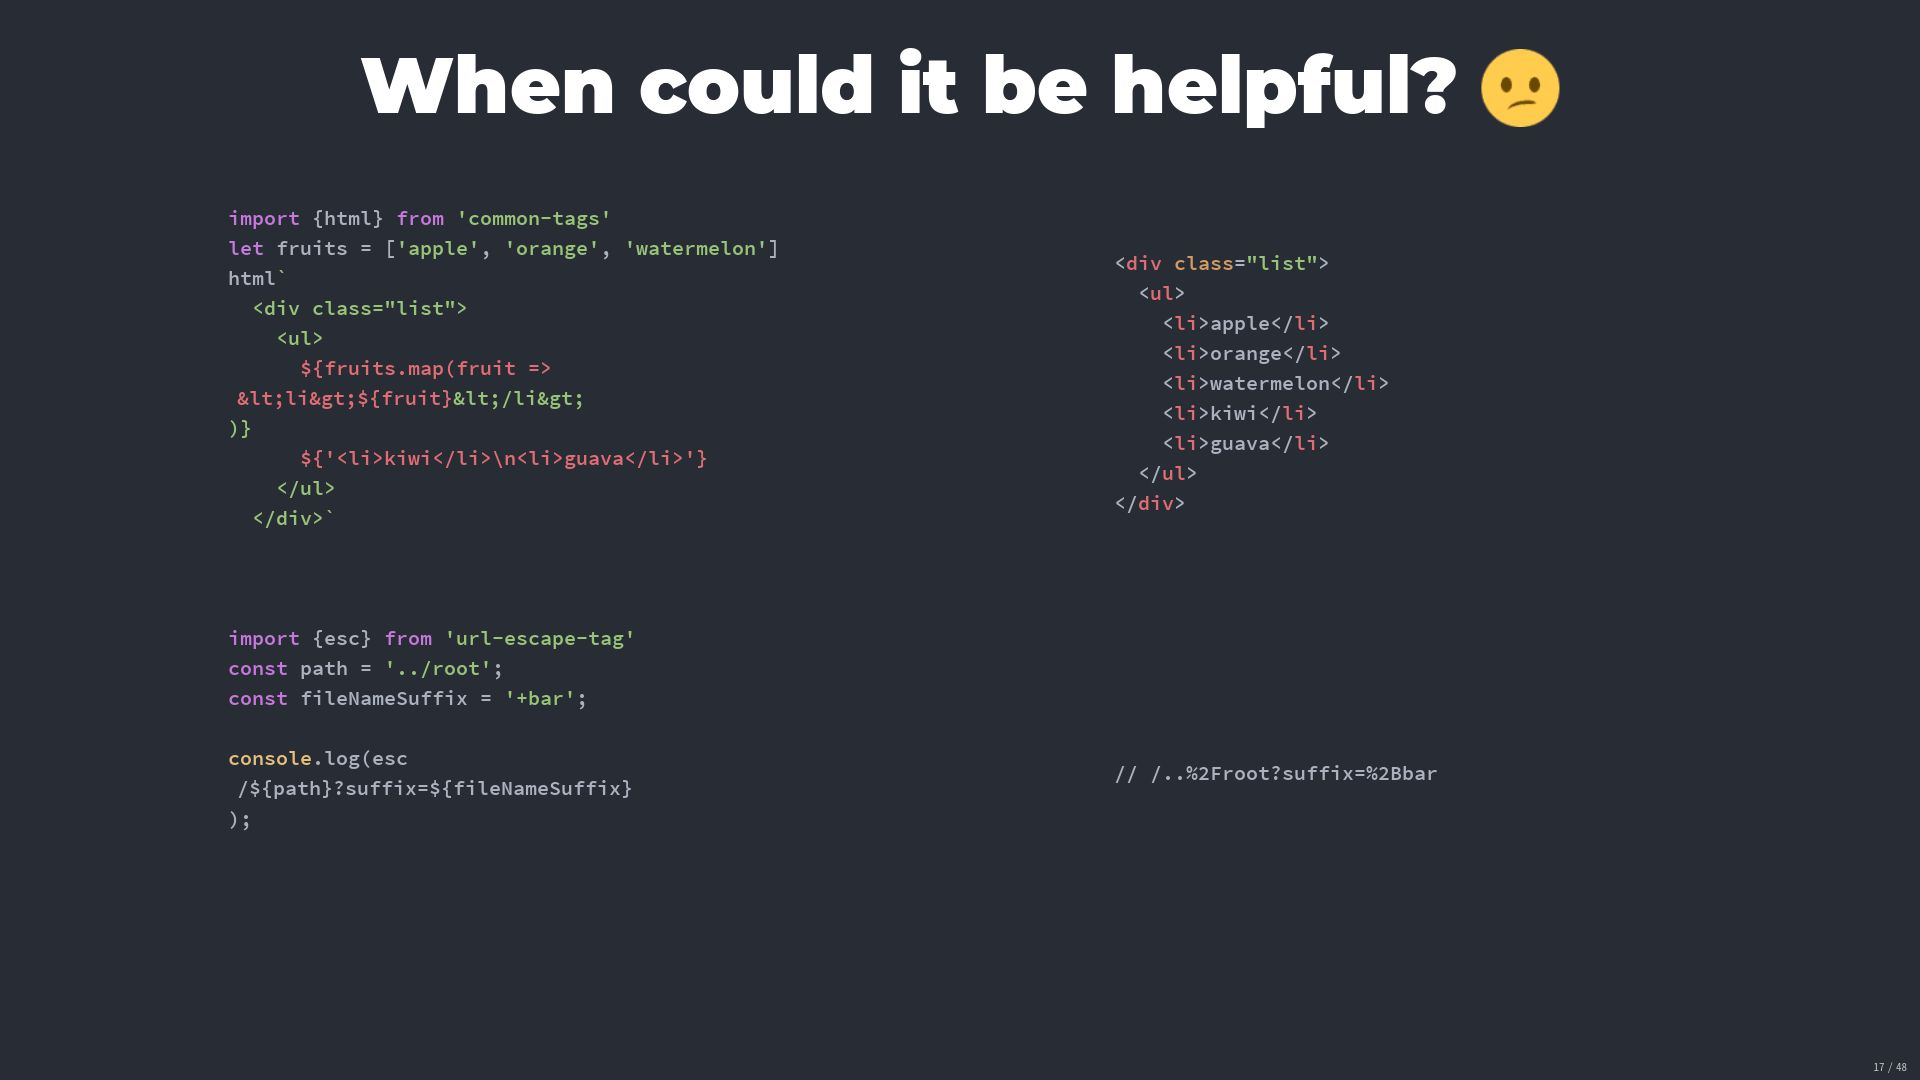 When could it be helpful? 😕
import {html} from 'common-tags'
let fruits = ['apple', 'orange', 'watermelon']
html`
  <div class="list">
    <ul>
      ${fruits.map(fruit =>
 &lt;li&gt;${fruit}&lt;/li&gt;
)}
      ${'<li>kiwi</li>\n<li>guava</li>'}
    </ul>
  </div>`
<div class="list">
  <ul>
    <li>apple</li>
    <li>orange</li>
    <li>watermelon</li>
    <li>kiwi</li>
    <li>guava</li>
  </ul>
</div>
import {esc} from 'url-escape-tag'
const path = '../root';
const fileNameSuffix = '+bar';
console.log(esc
 /${path}?suffix=${fileNameSuffix}
);
// /..%2Froot?suffix=%2Bbar
17 / 48